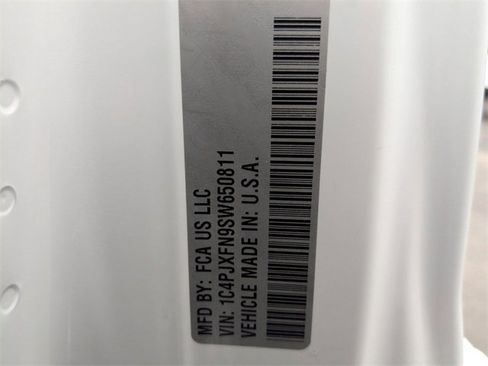 MFD BY: FCA US LLC
VIN: 1C4PJXFN9SW650811
VEHICLE MADE IN: U.S.A.